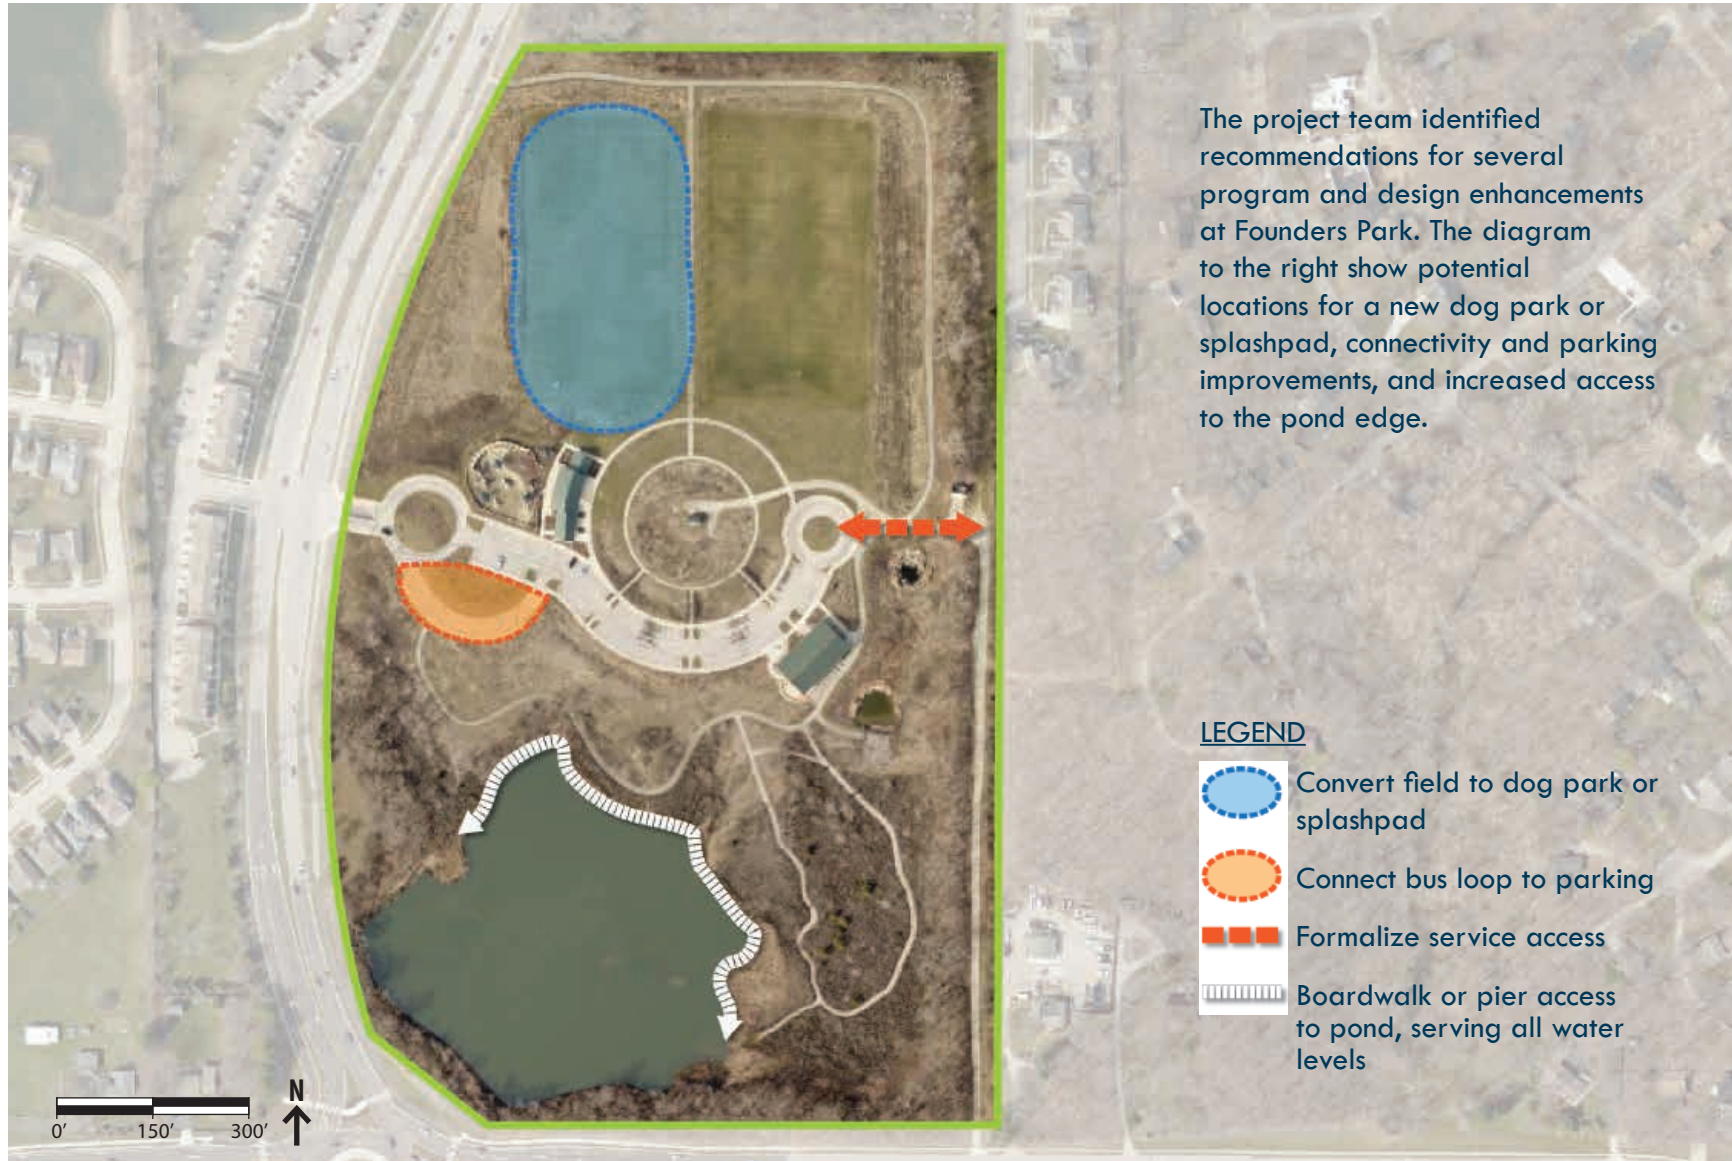 The project team identified
recommendations for several
program and design enhancements
at Founders Park. The diagram
to the right show potential
locations for a new dog park or
splashpad, connectivity and parking
improvements, and increased access
to the pond edge.
LEGEND
Convert field to dog park or
splashpad
Connect bus loop to parking
Formalize service access
Boardwalk or pier access
to pond, serving all water
levels
0' 150' 300'
N